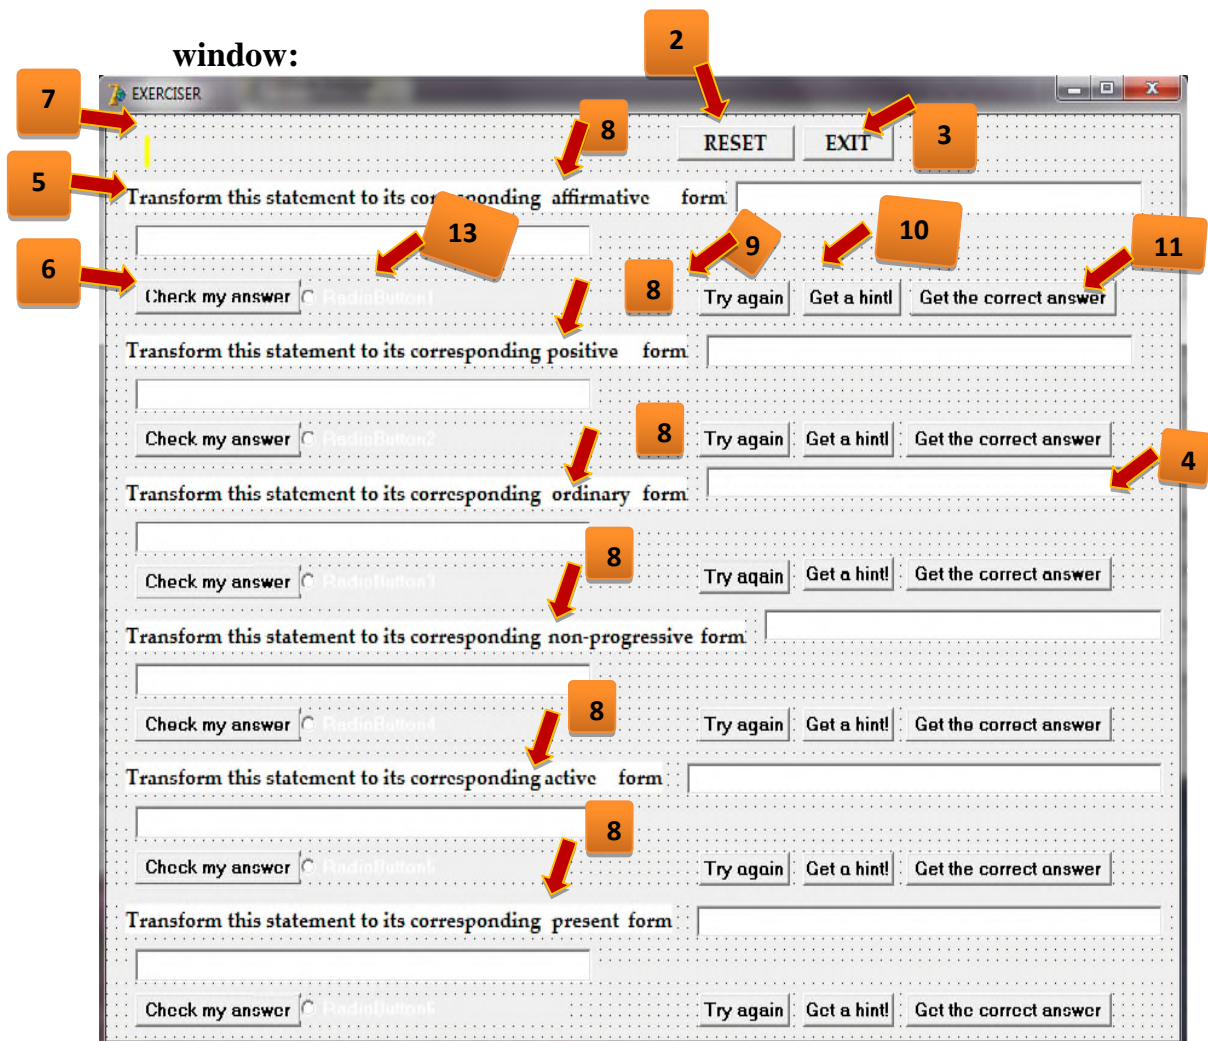 window:
2
7
EXERCISER
8
3
RESET EXIT
5
Transform this statement to its corresponding affirmative form
13
9
10
11
6
8
Check my answer RadioButton1 Try again Get a hint! Get the correct answer
Transform this statement to its corresponding positive form
8
Check my answer RadioButton2 Try again Get a hint! Get the correct answer
4
Transform this statement to its corresponding ordinary form
8
Check my answer RadioButton3 Try again Get a hint! Get the correct answer
Transform this statement to its corresponding non-progressive form
8
Check my answer RadioButton4 Try again Get a hint! Get the correct answer
Transform this statement to its corresponding active form
8
Check my answer RadioButton5 Try again Get a hint! Get the correct answer
Transform this statement to its corresponding present form
Check my answer RadioButton6 Try again Get a hint! Get the correct answer